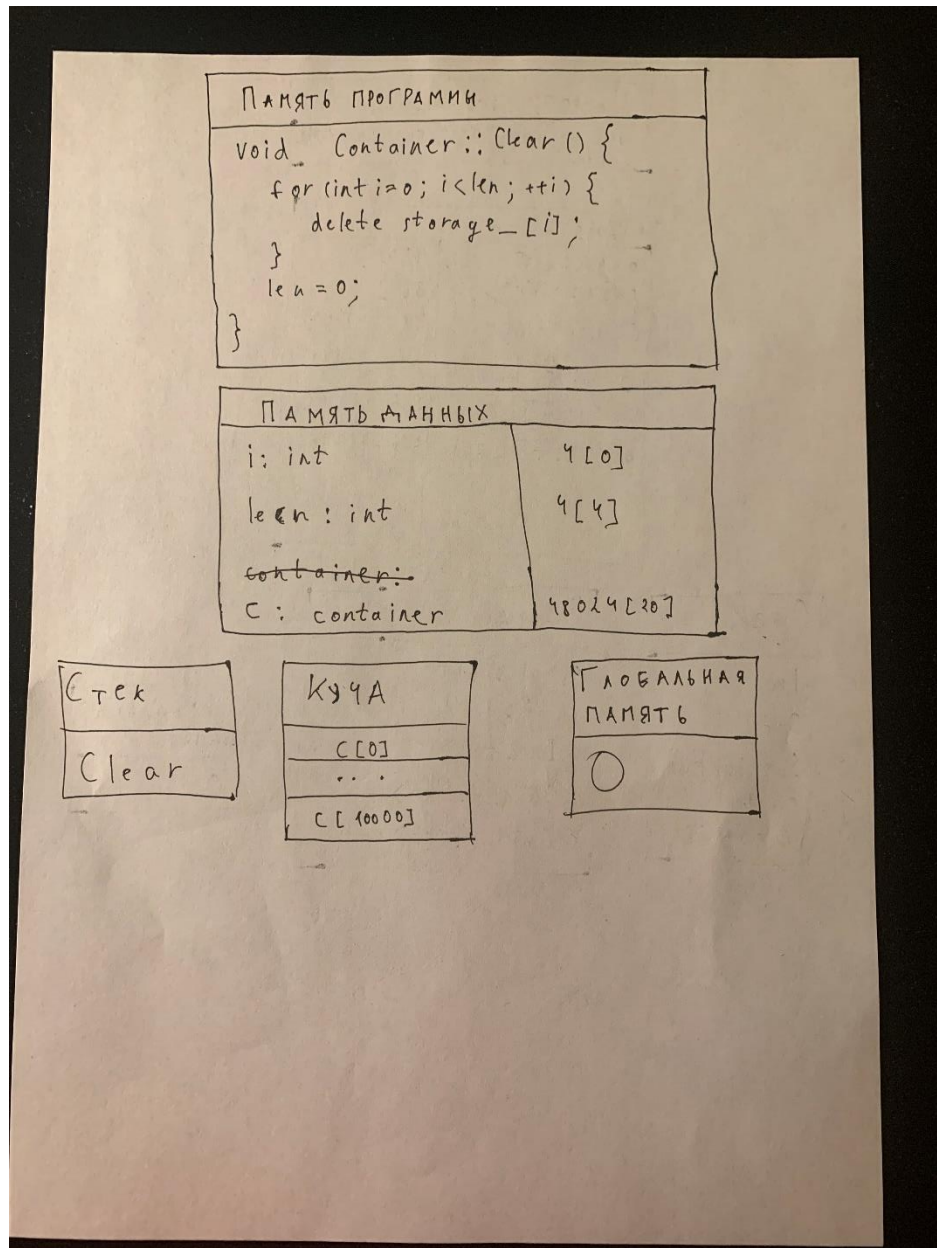 Память программы
void Container::Clear() {
for (int i=0; i<len; ++i) {
delete storage_[i];
}
len = 0;
}
Память данных
i: int 4[0]
len: int 4[4]
container:
C: container 48024[20]
Стек
Clear
Куча
C[0]
...
C[10000]
Глобальная
память
0